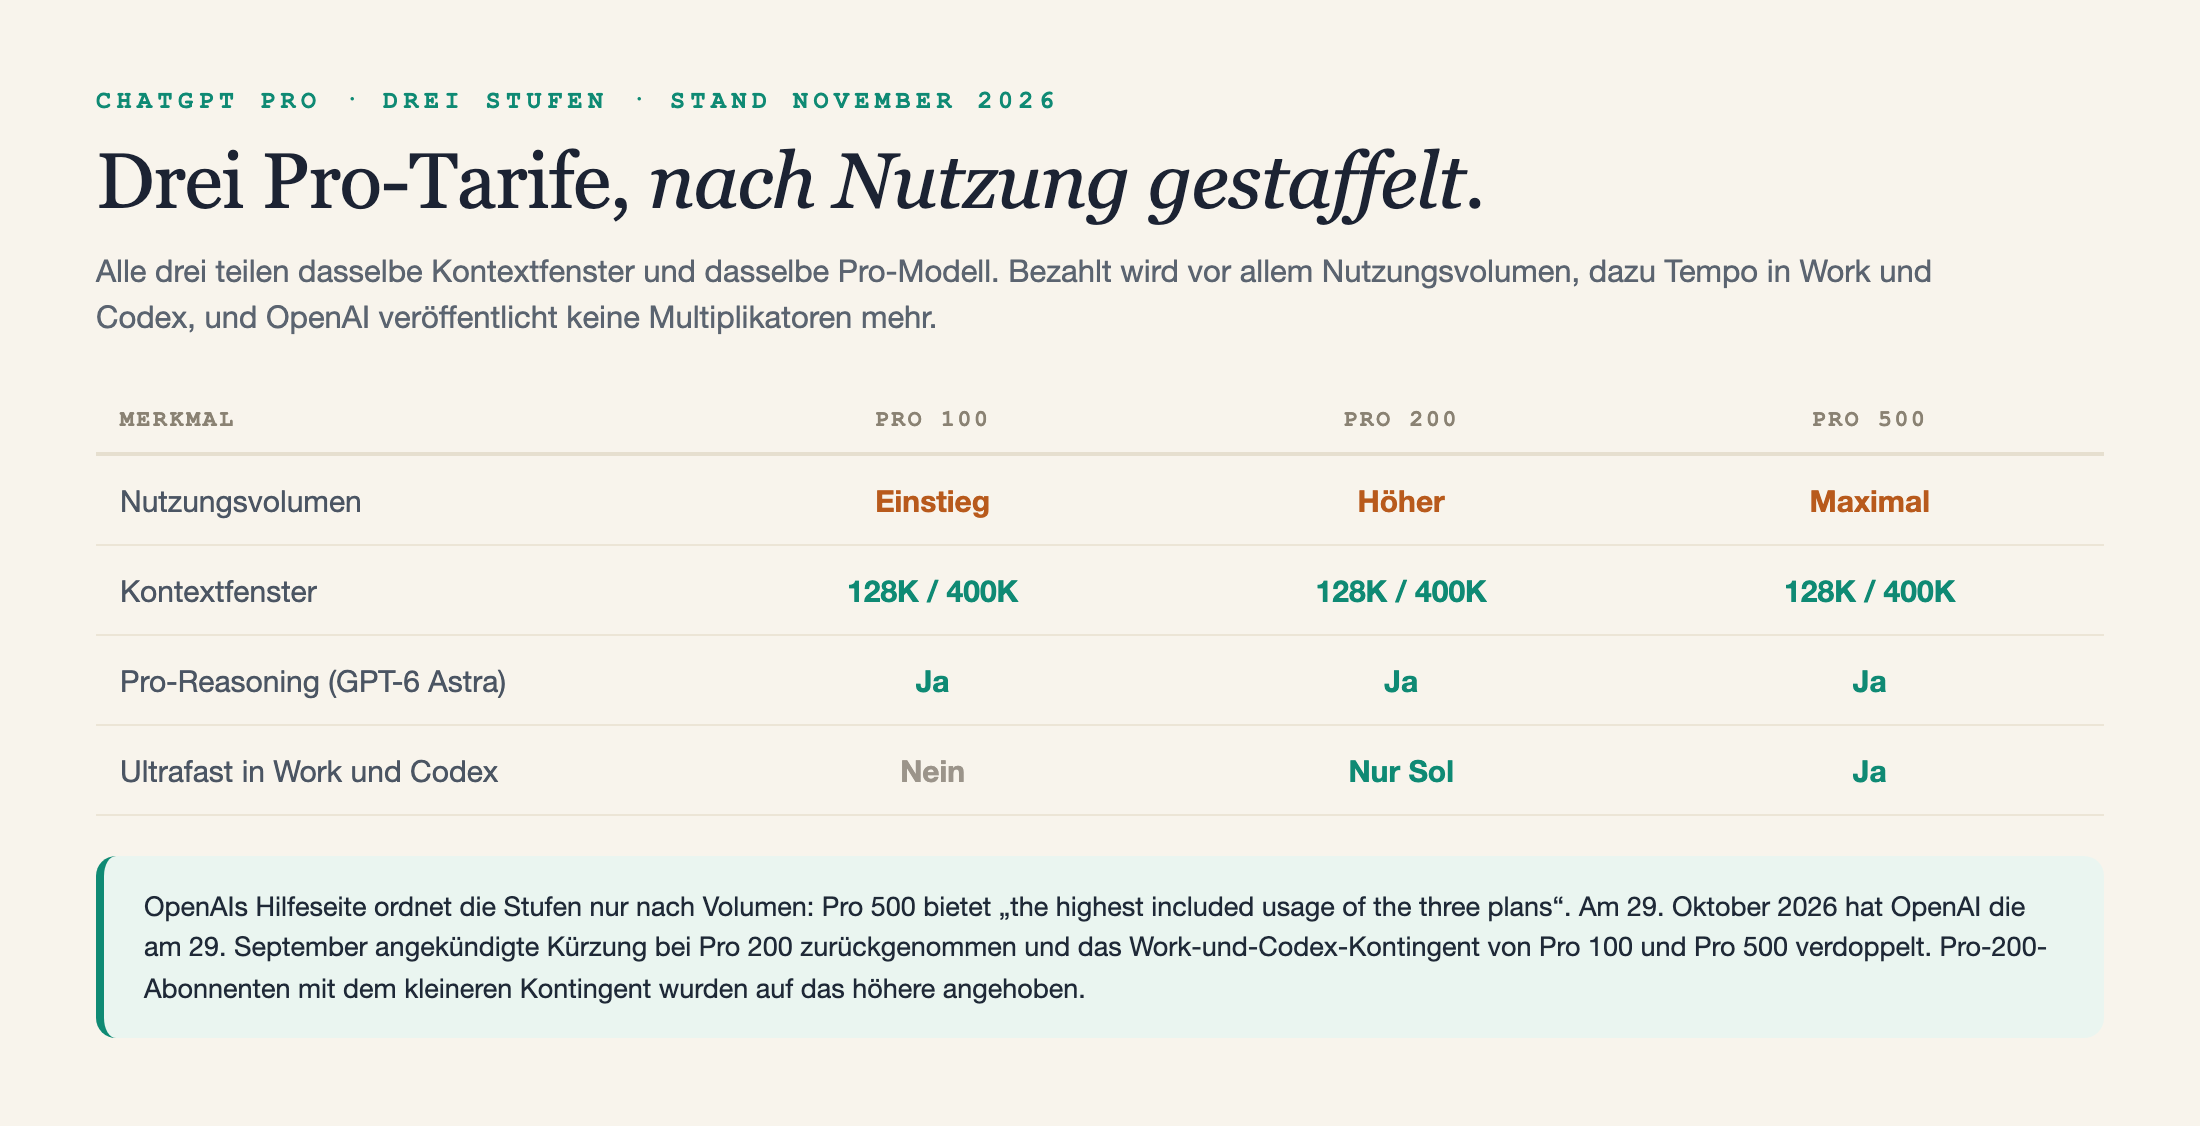 CHATGPT PRO · DREI STUFEN · STAND NOVEMBER 2026
Drei Pro-Tarife, nach Nutzung gestaffelt.
Alle drei teilen dasselbe Kontextfenster und dasselbe Pro-Modell. Bezahlt wird vor allem Nutzungsvolumen, dazu Tempo in Work und
Codex, und OpenAI veröffentlicht keine Multiplikatoren mehr.
MERKMAL PRO 100 PRO 200 PRO 500
Nutzungsvolumen Einstieg Höher Maximal
Kontextfenster 128K / 400K 128K / 400K 128K / 400K
Pro-Reasoning (GPT-6 Astra) Ja Ja Ja
Ultrafast in Work und Codex Nein Nur Sol Ja
OpenAIs Hilfeseite ordnet die Stufen nur nach Volumen: Pro 500 bietet „the highest included usage of the three plans“. Am 29. Oktober 2026 hat OpenAI die
am 29. September angekündigte Kürzung bei Pro 200 zurückgenommen und das Work-und-Codex-Kontingent von Pro 100 und Pro 500 verdoppelt. Pro-200-
Abonnenten mit dem kleineren Kontingent wurden auf das höhere angehoben.